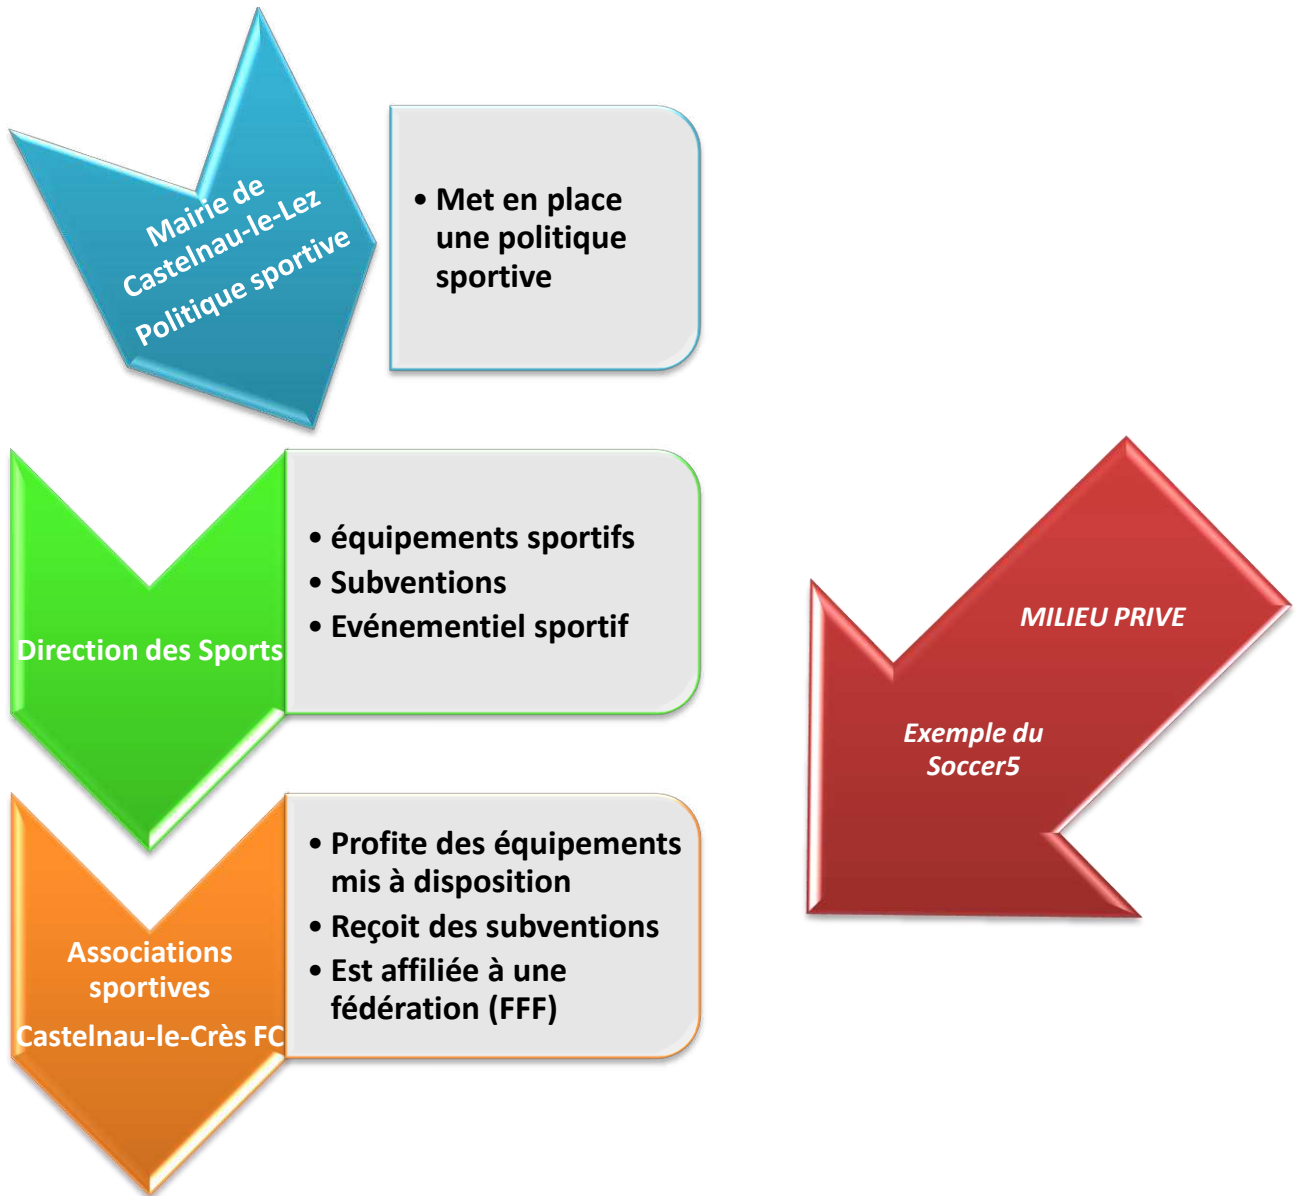 Mairie de
Castelnau-le-Lez
Politique sportive
• Met en place
une politique
sportive
Direction des Sports
• équipements sportifs
• Subventions
• Evénementiel sportif
Associations
sportives
Castelnau-le-Crès FC
• Profite des équipements
mis à disposition
• Reçoit des subventions
• Est affiliée à une
fédération (FFF)
MILIEU PRIVE
Exemple du
Soccer5